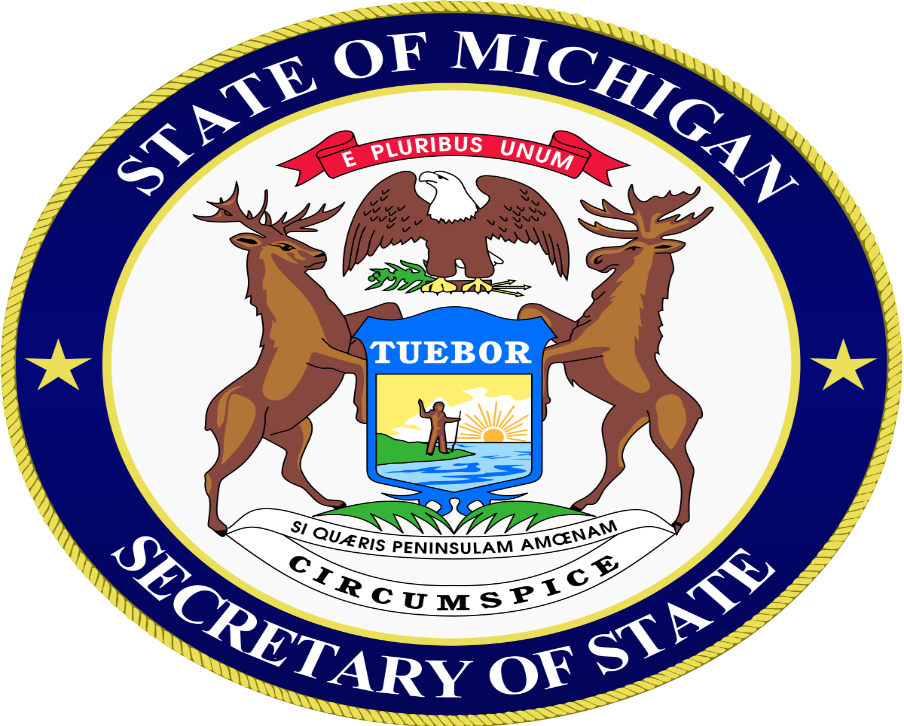 STATE OF MICHIGAN
E PLURIBUS UNUM
TUEBOR
SI QUÆRIS PENINSULAM AMŒNAM
CIRCUMSPICE
SECRETARY OF STATE